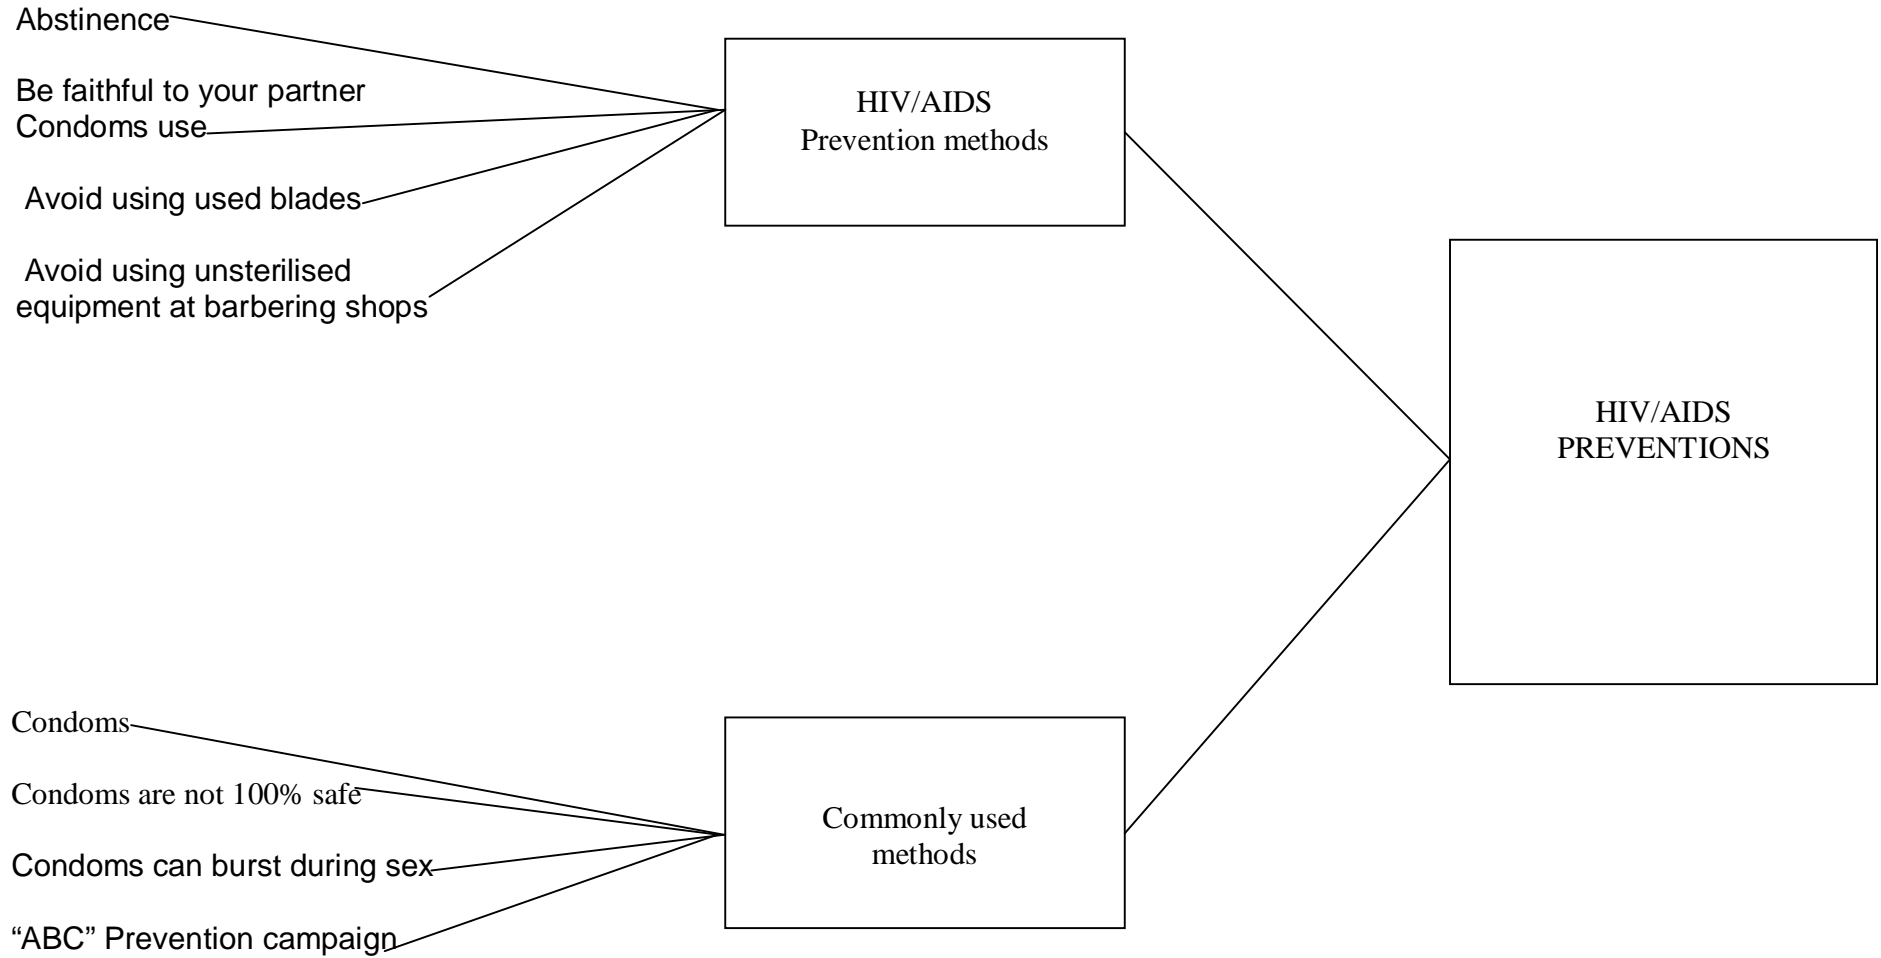 Abstinence
Be faithful to your partner
Condoms use
Avoid using used blades
Avoid using unsterilised
equipment at barbering shops
HIV/AIDS
Prevention methods
HIV/AIDS
PREVENTIONS
Condoms
Condoms are not 100% safe
Condoms can burst during sex
“ABC” Prevention campaign
Commonly used
methods